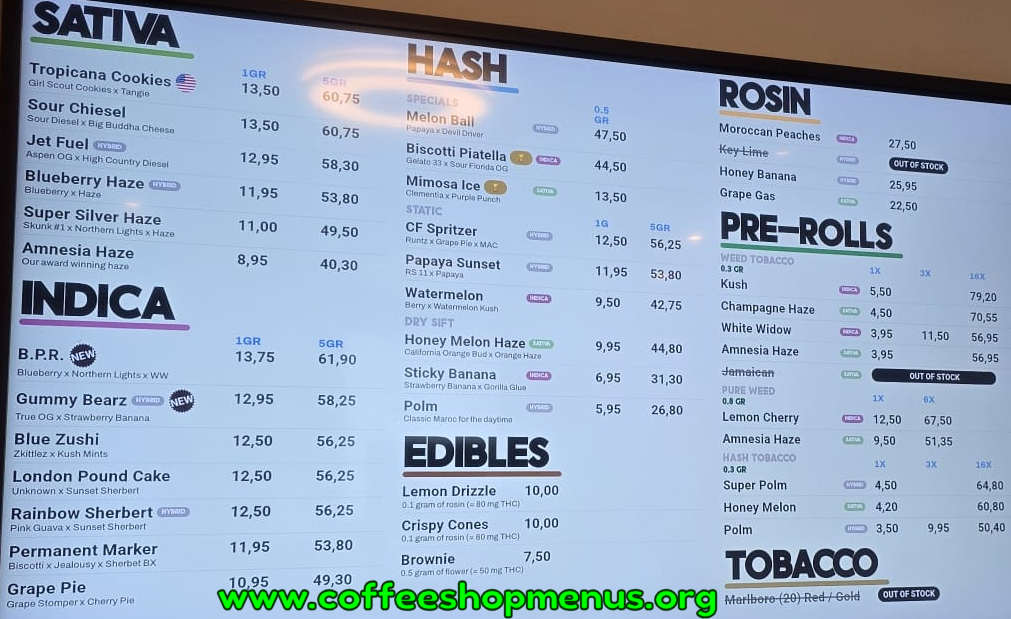 SATIVA
1GR 5GR
Tropicana Cookies 13,50 60,75
Girl Scout Cookies x Tangie
Sour Chiesel 13,50 60,75
Sour Diesel x Big Buddha Cheese
Jet Fuel HYBRID 12,95 58,30
Aspen OG x High Country Diesel
Blueberry Haze HYBRID 11,95 53,80
Blueberry x Haze
Super Silver Haze 11,00 49,50
Skunk #1 x Northern Lights x Haze
Amnesia Haze 8,95 40,30
Our award winning haze
INDICA
1GR 5GR
B.P.R. NEW 13,75 61,90
Blueberry x Northern Lights x WW
Gummy Bearz HYBRID NEW 12,95 58,25
True OG x Strawberry Banana
Blue Zushi 12,50 56,25
Zkittlez x Kush Mints
London Pound Cake 12,50 56,25
Unknown x Sunset Sherbert
Rainbow Sherbert HYBRID 12,50 56,25
Pink Guava x Sunset Sherbert
Permanent Marker 11,95 53,80
Biscotti x Jealousy x Sherbet BX
Grape Pie 10,95 49,30
Grape Stomper x Cherry Pie
HASH
SPECIALS 0.5 GR
Melon Ball HYBRID 47,50
Papaya x Devil Driver
Biscotti Piatella INDICA 44,50
Gelato 33 x Sour Florida OG
Mimosa Ice SATIVA 13,50
Clementia x Purple Punch
STATIC 1G 5GR
CF Spritzer HYBRID 12,50 56,25
Runtz x Grape Pie x MAC
Papaya Sunset HYBRID 11,95 53,80
RS 11 x Papaya
Watermelon INDICA 9,50 42,75
Berry x Watermelon Kush
DRY SIFT
Honey Melon Haze SATIVA 9,95 44,80
California Orange Bud x Orange Haze
Sticky Banana INDICA 6,95 31,30
Strawberry Banana x Gorilla Glue
Polm HYBRID 5,95 26,80
Classic Maroc for the daytime
EDIBLES
Lemon Drizzle 10,00
0.1 gram of rosin (= 80 mg THC)
Crispy Cones 10,00
0.1 gram of rosin (= 80 mg THC)
Brownie 7,50
0.5 gram of flower (= 50 mg THC)
ROSIN
Moroccan Peaches INDICA 27,50
Key Lime HYBRID OUT OF STOCK
Honey Banana HYBRID 25,95
Grape Gas SATIVA 22,50
PRE-ROLLS
WEED TOBACCO
0.3 GR 1X 3X 16X
Kush INDICA 5,50 79,20
Champagne Haze SATIVA 4,50 70,55
White Widow INDICA 3,95 11,50 56,95
Amnesia Haze SATIVA 3,95 56,95
Jamaican SATIVA OUT OF STOCK
PURE WEED
0.8 GR 1X 6X
Lemon Cherry INDICA 12,50 67,50
Amnesia Haze SATIVA 9,50 51,35
HASH TOBACCO
0.3 GR 1X 3X 16X
Super Polm HYBRID 4,50 64,80
Honey Melon SATIVA 4,20 60,80
Polm HYBRID 3,50 9,95 50,40
TOBACCO
Marlboro (20) Red / Gold OUT OF STOCK
www.coffeeshopmenus.org